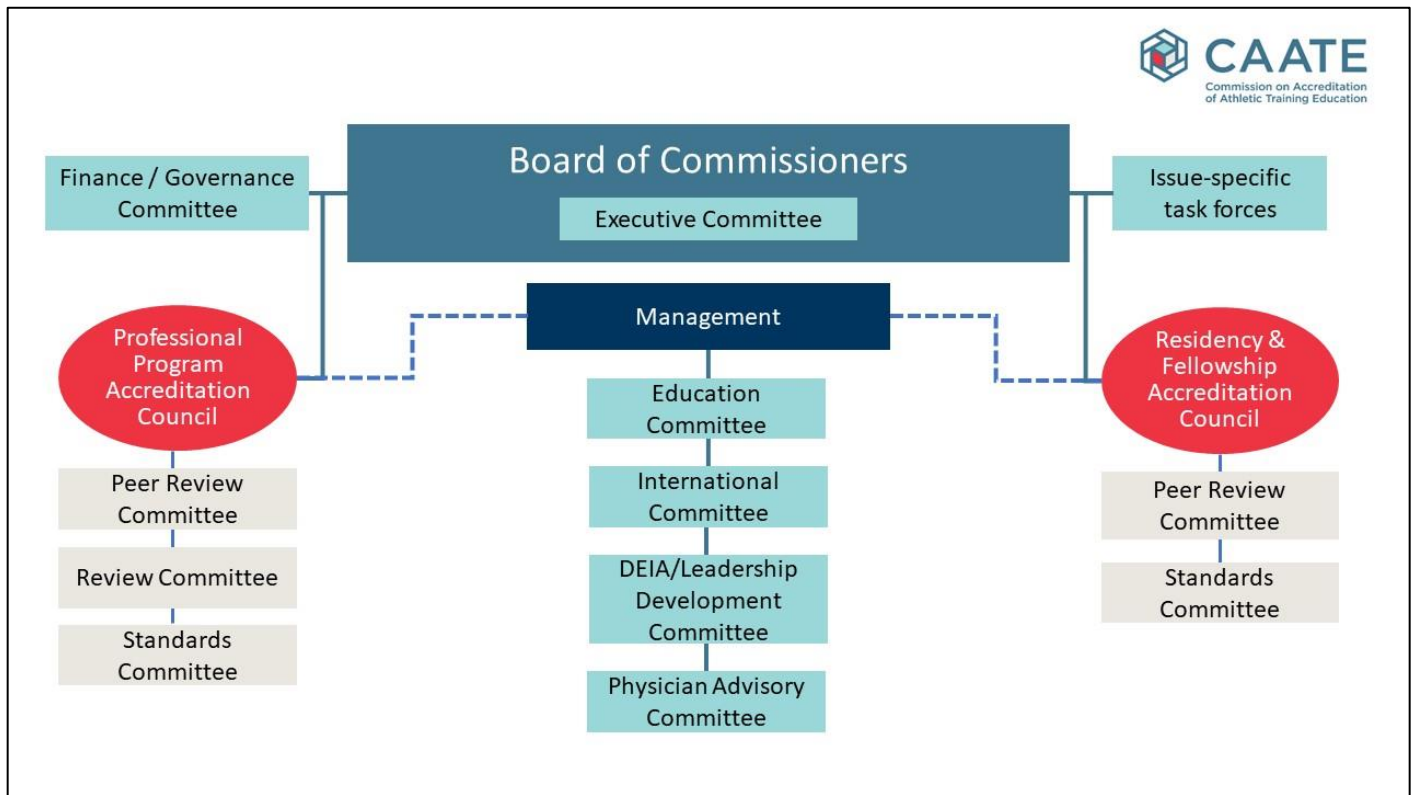 CAATE
Commission on Accreditation
of Athletic Training Education
Board of Commissioners
Executive Committee
Finance / Governance
Committee
Issue-specific
task forces
Management
Professional
Program
Accreditation
Council
Peer Review
Committee
Review Committee
Standards
Committee
Education
Committee
International
Committee
DEIA/Leadership
Development
Committee
Physician Advisory
Committee
Residency &
Fellowship
Accreditation
Council
Peer Review
Committee
Standards
Committee